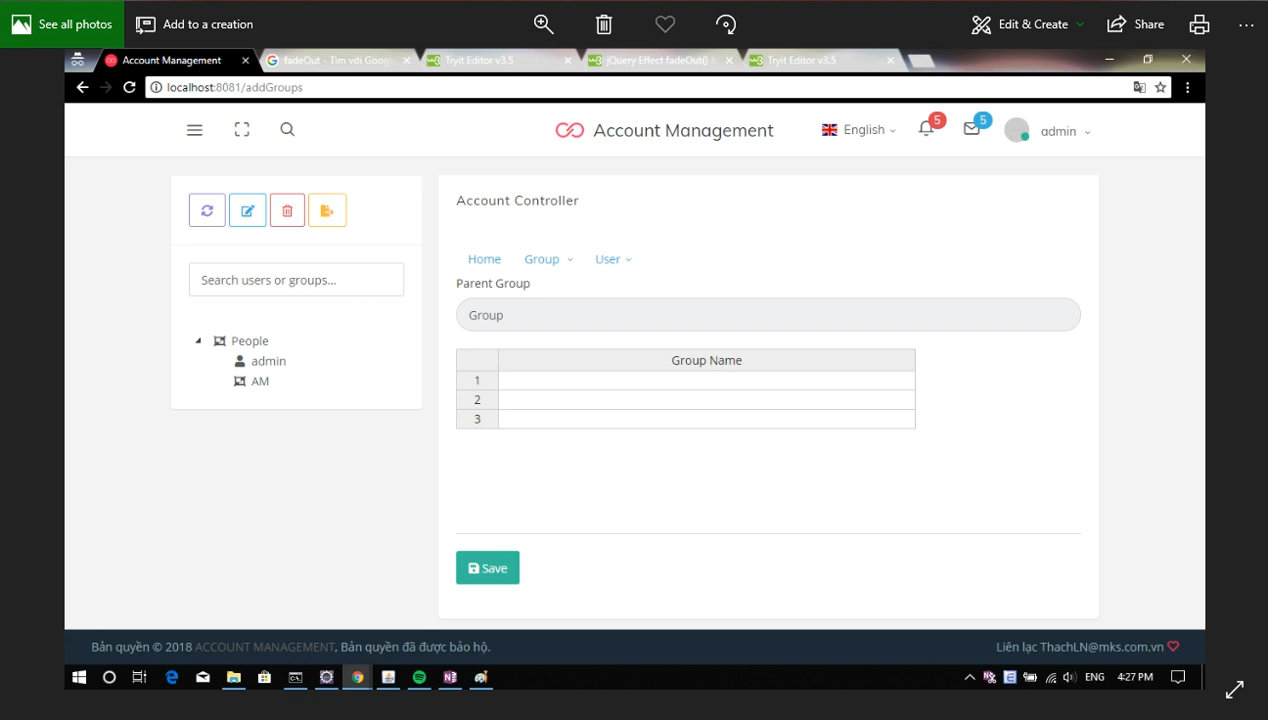 See all photos
Add to a creation
Edit & Create
Share
Account Management
fadeOut - Tìm với Goog
Tryit Editor v3.5
jQuery Effect fadeOut()
Tryit Editor v3.5
localhost:8081/addGroups
Account Management
English
5
5
admin
Account Controller
Home
Group
User
Parent Group
Group
Search users or groups...
People
admin
AM
Group Name
1
2
3
Save
Bản quyền © 2018 ACCOUNT MANAGEMENT, Bản quyền đã được bảo hộ.
Liên lạc ThachLN@mks.com.vn
ENG
4:27 PM